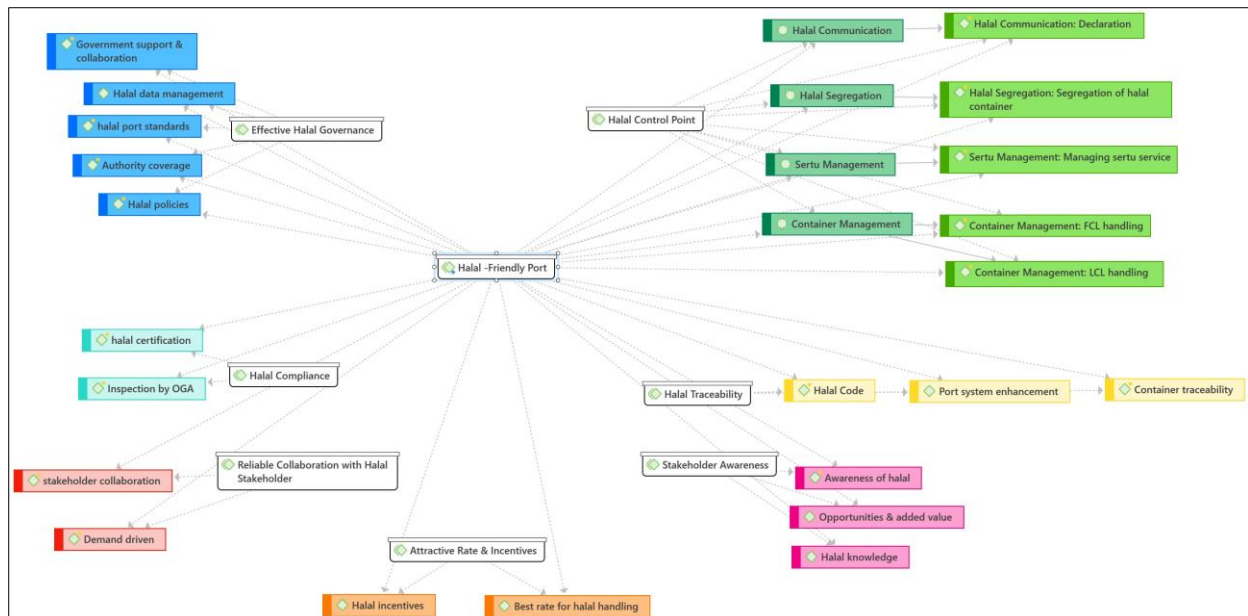 Government support &
collaboration
Halal data management
halal port standards
Authority coverage
Halal policies
Effective Halal Governance
Halal Control Point
Halal Communication
Halal Segregation
Sertu Management
Container Management
Halal Communication: Declaration
Halal Segregation: Segregation of halal
container
Sertu Management: Managing sertu service
Container Management: FCL handling
Container Management: LCL handling
Halal -Friendly Port
halal certification
Inspection by OGA
Halal Compliance
stakeholder collaboration
Demand driven
Reliable Collaboration with Halal
Stakeholder
Attractive Rate & Incentives
Halal incentives
Best rate for halal handling
Halal Traceability
Halal Code
Port system enhancement
Container traceability
Stakeholder Awareness
Awareness of halal
Opportunities & added value
Halal knowledge